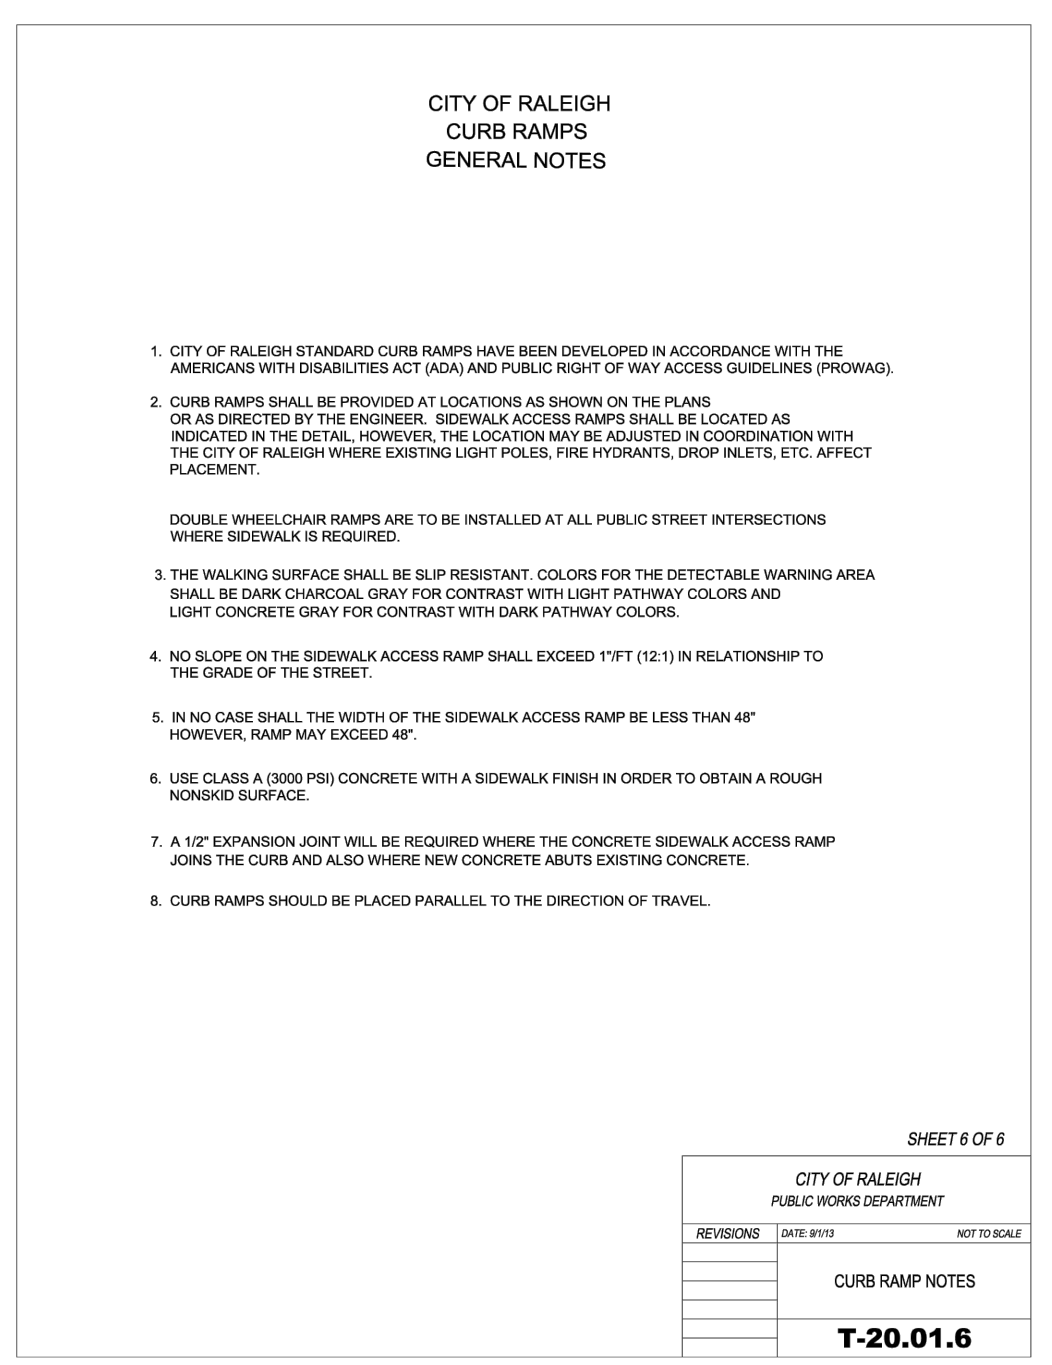 CITY OF RALEIGH
CURB RAMPS
GENERAL NOTES
1. CITY OF RALEIGH STANDARD CURB RAMPS HAVE BEEN DEVELOPED IN ACCORDANCE WITH THE
AMERICANS WITH DISABILITIES ACT (ADA) AND PUBLIC RIGHT OF WAY ACCESS GUIDELINES (PROWAG).
2. CURB RAMPS SHALL BE PROVIDED AT LOCATIONS AS SHOWN ON THE PLANS
OR AS DIRECTED BY THE ENGINEER. SIDEWALK ACCESS RAMPS SHALL BE LOCATED AS
INDICATED IN THE DETAIL, HOWEVER, THE LOCATION MAY BE ADJUSTED IN COORDINATION WITH
THE CITY OF RALEIGH WHERE EXISTING LIGHT POLES, FIRE HYDRANTS, DROP INLETS, ETC. AFFECT
PLACEMENT.
DOUBLE WHEELCHAIR RAMPS ARE TO BE INSTALLED AT ALL PUBLIC STREET INTERSECTIONS
WHERE SIDEWALK IS REQUIRED.
3. THE WALKING SURFACE SHALL BE SLIP RESISTANT. COLORS FOR THE DETECTABLE WARNING AREA
SHALL BE DARK CHARCOAL GRAY FOR CONTRAST WITH LIGHT PATHWAY COLORS AND
LIGHT CONCRETE GRAY FOR CONTRAST WITH DARK PATHWAY COLORS.
4. NO SLOPE ON THE SIDEWALK ACCESS RAMP SHALL EXCEED 1"/FT (12:1) IN RELATIONSHIP TO
THE GRADE OF THE STREET.
5. IN NO CASE SHALL THE WIDTH OF THE SIDEWALK ACCESS RAMP BE LESS THAN 48"
HOWEVER, RAMP MAY EXCEED 48".
6. USE CLASS A (3000 PSI) CONCRETE WITH A SIDEWALK FINISH IN ORDER TO OBTAIN A ROUGH
NONSKID SURFACE.
7. A 1/2" EXPANSION JOINT WILL BE REQUIRED WHERE THE CONCRETE SIDEWALK ACCESS RAMP
JOINS THE CURB AND ALSO WHERE NEW CONCRETE ABUTS EXISTING CONCRETE.
8. CURB RAMPS SHOULD BE PLACED PARALLEL TO THE DIRECTION OF TRAVEL.
SHEET 6 OF 6
CITY OF RALEIGH
PUBLIC WORKS DEPARTMENT
REVISIONS DATE: 9/1/13 NOT TO SCALE
CURB RAMP NOTES
T-20.01.6